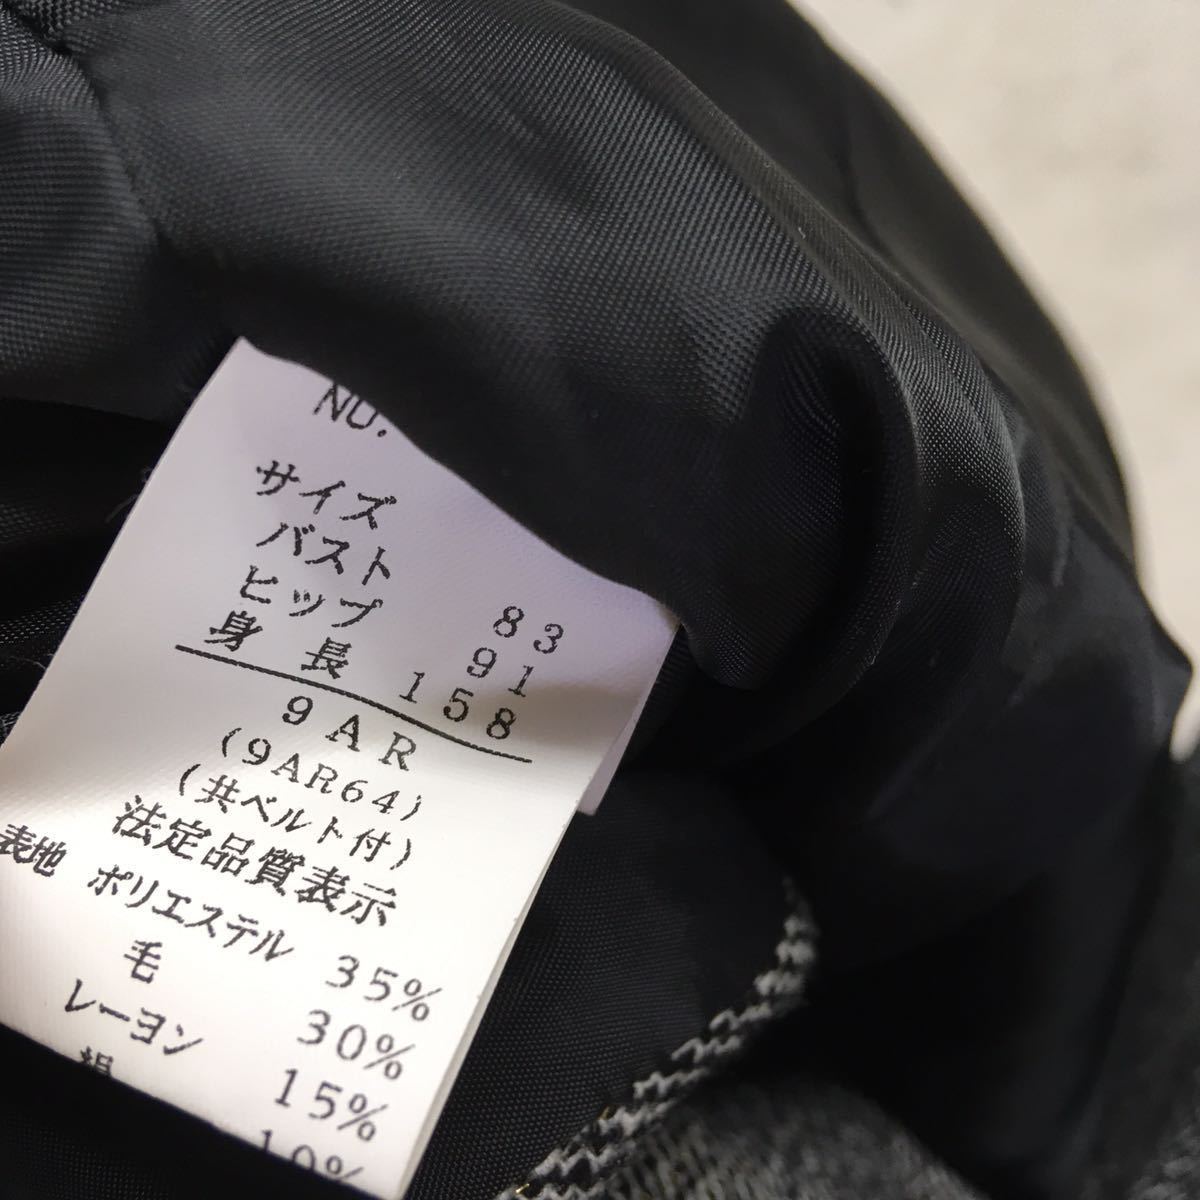 NO.
サイズ
バスト 83
ヒップ 91
身長 158
9AR
(9AR64)
(共ベルト付)
法定品質表示
表地 ポリエステル 35%
毛 30%
レーヨン 15%
絹 10%